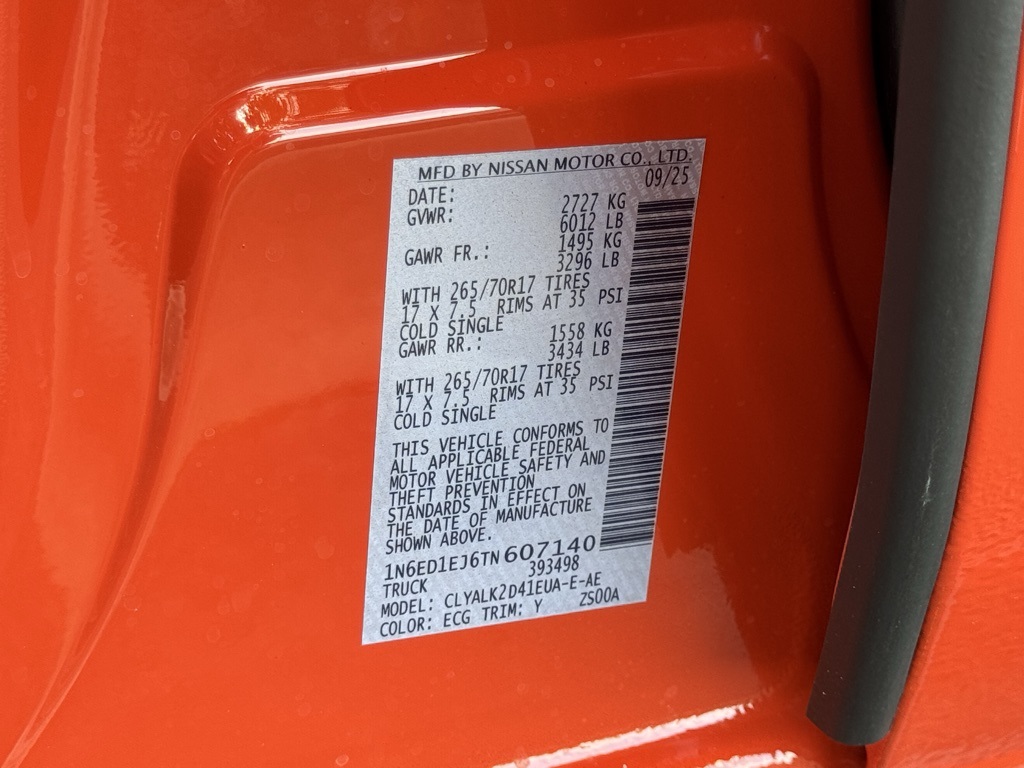 MFD BY NISSAN MOTOR CO., LTD.
DATE: 09/25
GVWR: 2727 KG
6012 LB
GAWR FR.: 1495 KG
3296 LB
WITH 265/70R17 TIRES
17 X 7.5 RIMS AT 35 PSI
COLD SINGLE
GAWR RR.: 1558 KG
3434 LB
WITH 265/70R17 TIRES
17 X 7.5 RIMS AT 35 PSI
COLD SINGLE
THIS VEHICLE CONFORMS TO
ALL APPLICABLE FEDERAL
MOTOR VEHICLE SAFETY AND
THEFT PREVENTION
STANDARDS IN EFFECT ON
THE DATE OF MANUFACTURE
SHOWN ABOVE.
1N6ED1EJ6TN607140
TRUCK 393498
MODEL: CLYALK2D41EUA-E-AE
COLOR: ECG TRIM: Y ZS00A